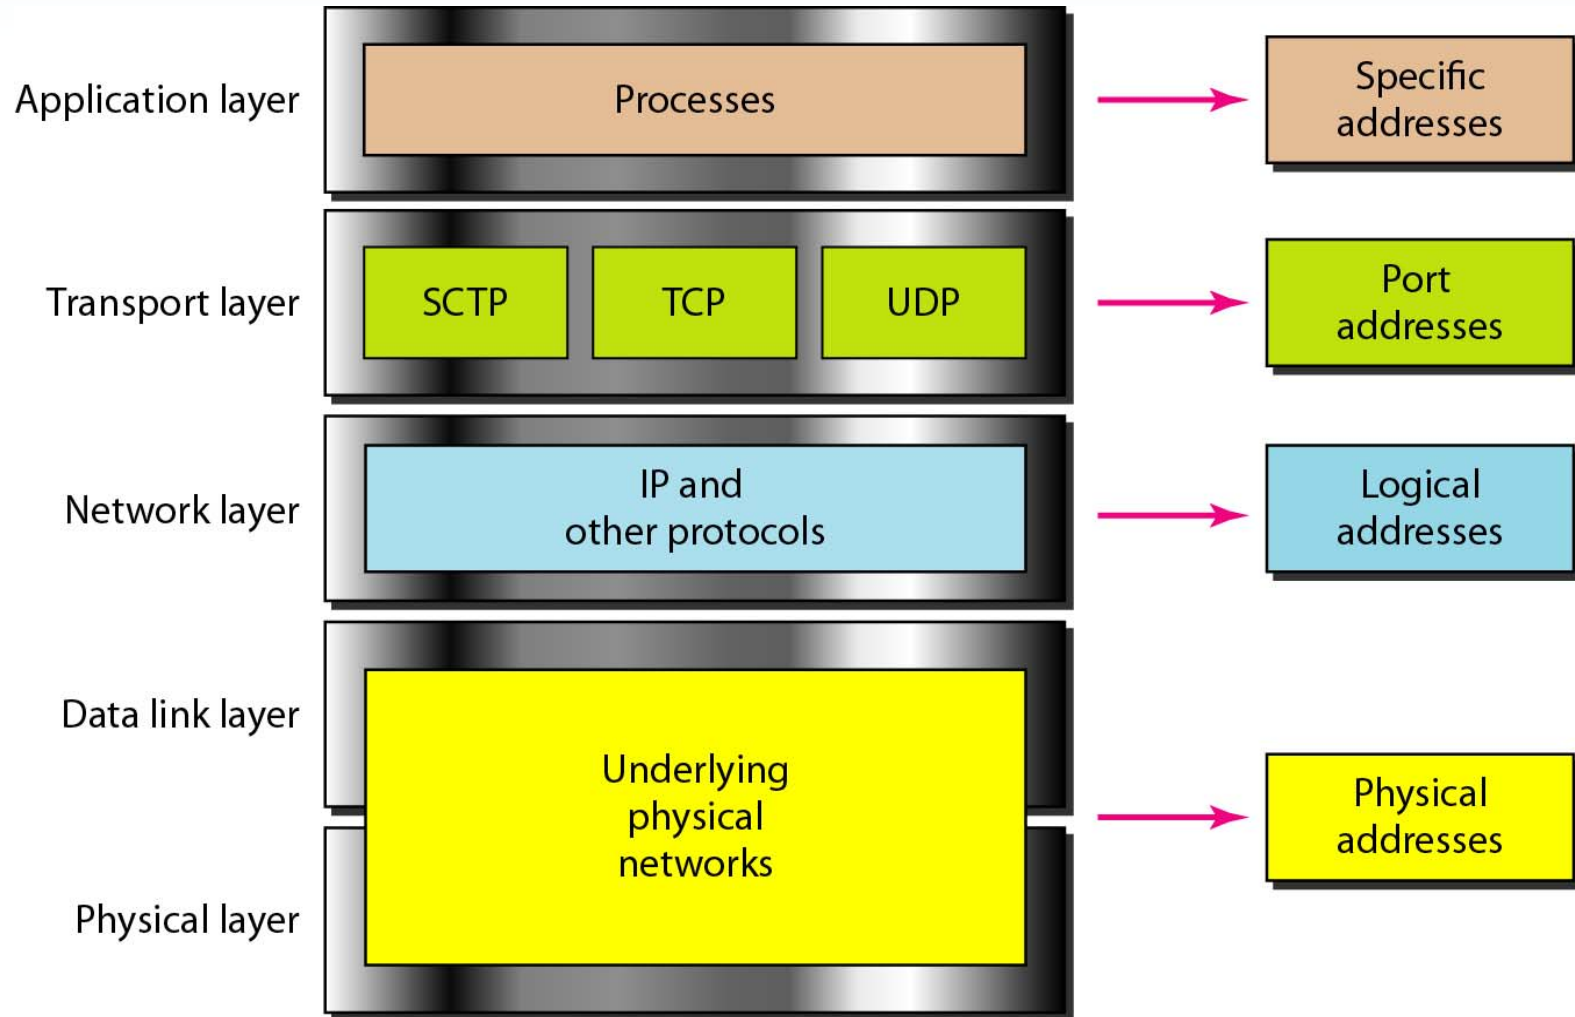 Application layer
Processes
Specific
addresses
Transport layer
SCTP
TCP
UDP
Port
addresses
Network layer
IP and
other protocols
Logical
addresses
Data link layer
Underlying
physical
networks
Physical
addresses
Physical layer